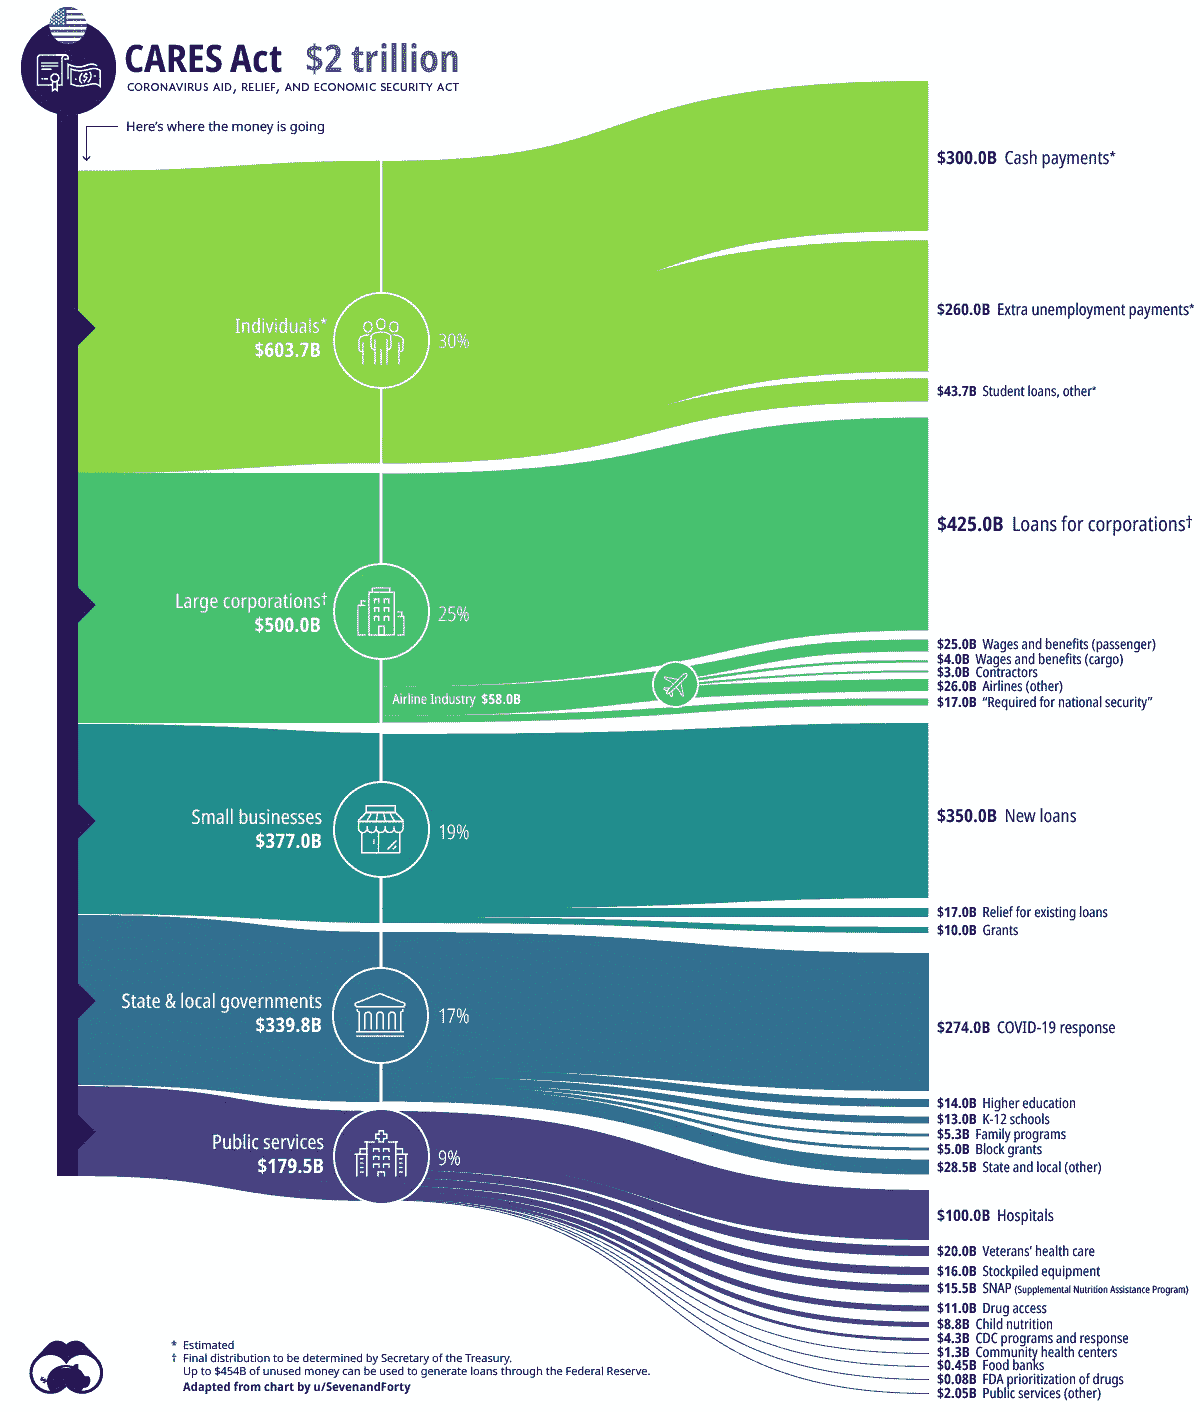 CARES Act $2 trillion
CORONAVIRUS AID, RELIEF, AND ECONOMIC SECURITY ACT
Here's where the money is going
Individuals*
$603.7B
30%
$300.0B Cash payments*
$260.0B Extra unemployment payments*
$43.7B Student loans, other*
Large corporations†
$500.0B
25%
Airline Industry $58.0B
$425.0B Loans for corporations†
$25.0B Wages and benefits (passenger)
$4.0B Wages and benefits (cargo)
$3.0B Contractors
$26.0B Airlines (other)
$17.0B “Required for national security”
Small businesses
$377.0B
19%
$350.0B New loans
$17.0B Relief for existing loans
$10.0B Grants
State & local governments
$339.8B
17%
$274.0B COVID-19 response
$14.0B Higher education
$13.0B K-12 schools
$5.3B Family programs
$5.0B Block grants
$28.5B State and local (other)
Public services
$179.5B
9%
$100.0B Hospitals
$20.0B Veterans’ health care
$16.0B Stockpiled equipment
$15.5B SNAP (Supplemental Nutrition Assistance Program)
$11.0B Drug access
$8.8B Child nutrition
$4.3B CDC programs and response
$1.3B Community health centers
$0.45B Food banks
$0.08B FDA prioritization of drugs
$2.05B Public services (other)
* Estimated
† Final distribution to be determined by Secretary of the Treasury.
Up to $454B of unused money can be used to generate loans through the Federal Reserve.
Adapted from chart by u/SevenandForty